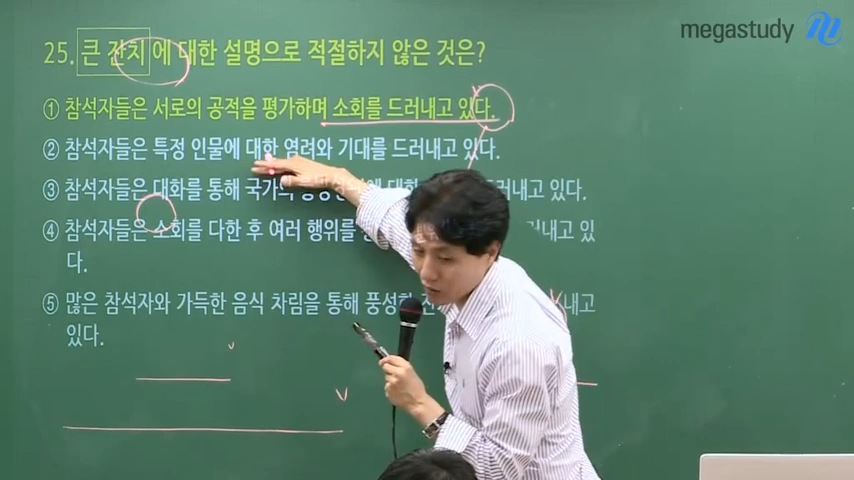 megastudy
25. 큰 잔치에 대한 설명으로 적절하지 않은 것은?
① 참석자들은 서로의 공적을 평가하며 소회를 드러내고 있다.
② 참석자들은 특정 인물에 대한 염려와 기대를 드러내고 있다.
③ 참석자들은 대화를 통해 국가의 드러내고 있다.
④ 참석자들은 소회를 다한 후 여러 행위를 러내고 있
다.
⑤ 많은 참석자와 가득한 음식 차림을 통해 풍성한 내고
있다.